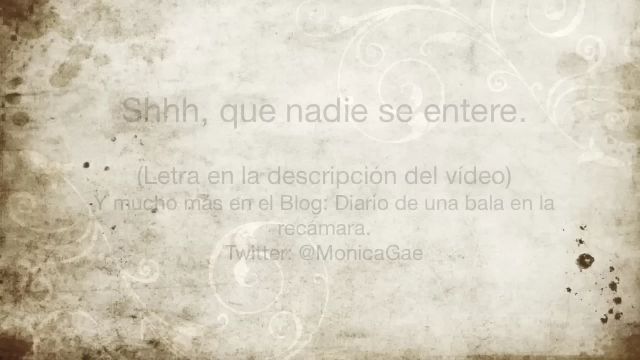 Shhh, que nadie se entere.
(Letra en la descripción del vídeo)
Y mucho más en el Blog: Diario de una bala en la
recámara.
Twitter: @MonicaGae